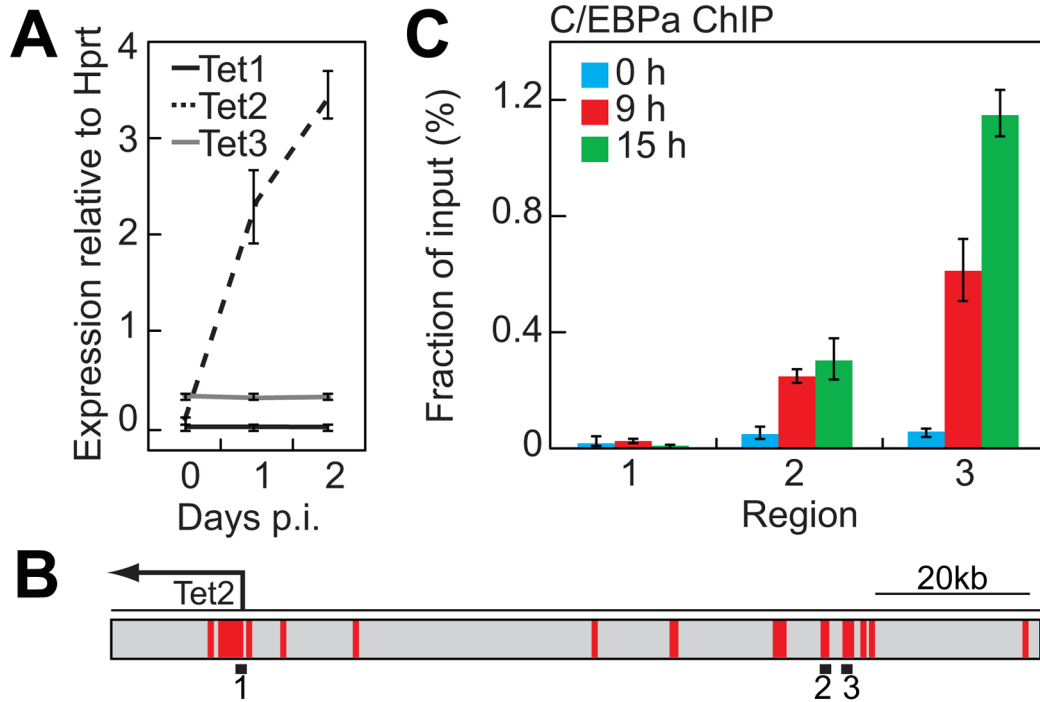 A
Expression relative to Hprt
4
3
2
1
0
Tet1
Tet2
Tet3
0 1 2
Days p.i.
C
C/EBPa ChIP
Fraction of input (%)
1.2
0.8
0.4
0
0 h
9 h
15 h
1 2 3
Region
B
Tet2
20kb
1 2 3